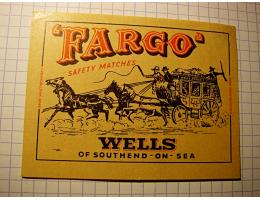 'FARGO'
SAFETY MATCHES
WELLS
OF SOUTHEND-ON-SEA